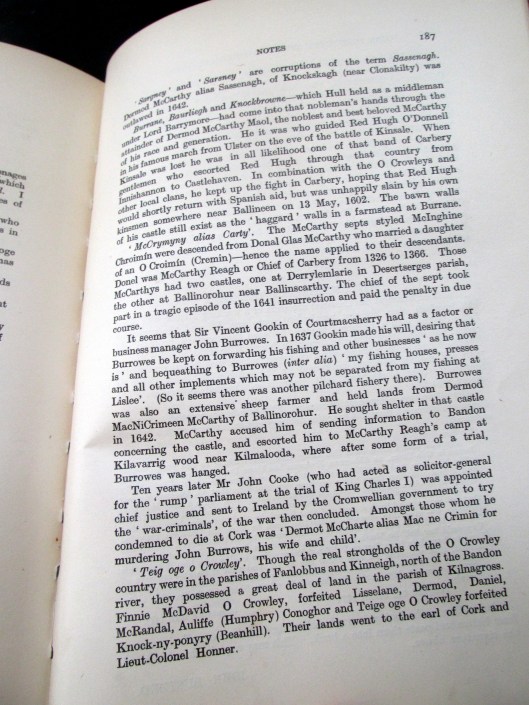 187
NOTES
'Sargney' and 'Sarsney' are corruptions of the term Sassenagh.
Dermod McCarthy alias Sassenagh, of Knockskagh (near Clonakilty) was
outlawed in 1642.
Burrane, Baurliegh and Knockbrowne—which Hull held as a middleman
under Lord Barrymore—had come into that nobleman's hands through the
attainder of Dermod McCarthy Maol, the noblest and best beloved McCarthy
of his race and generation. He it was who guided Red Hugh O'Donnell
in his famous march from Ulster on the eve of the battle of Kinsale. When
Kinsale was lost he was in all likelihood one of that band of Carbery
gentlemen who escorted Red Hugh through that country from
Innishannon to Castlehaven. In combination with the O Crowleys and
other local clans, he kept up the fight in Carbery, hoping that Red Hugh
would shortly return with Spanish aid, but was unhappily slain by his own
kinsmen somewhere near Ballineen on 13 May, 1602. The bawn walls
of his castle still exist as the 'haggard' walls in a farmstead at Burrane.
'McCrymyny alias Carty'. The McCarthy septs styled McInghine
Chroimín were descended from Donal Glas McCarthy who married a daughter
of an O Croimín (Cremin)—hence the name applied to their descendants.
Donel was McCarthy Reagh or Chief of Carbery from 1326 to 1366. Those
McCarthys had two castles, one at Derrylemlarie in Desertserges parish,
the other at Ballinorohur near Ballinscarthy. The chief of the sept took
part in a tragic episode of the 1641 insurrection and paid the penalty in due
course.
It seems that Sir Vincent Gookin of Courtmacsherry had as a factor or
business manager John Burrowes. In 1637 Gookin made his will, desiring that
Burrowes be kept on forwarding his fishing and other businesses 'as he now
is' and bequeathing to Burrowes (inter alia) 'my fishing houses, presses
and all other implements which may not be separated from my fishing at
Lislee'. (So it seems there was another pilchard fishery there). Burrowes
was also an extensive sheep farmer and held lands from Dermod
MacNiCrimeen McCarthy of Ballinorohur. He sought shelter in that castle
in 1642. McCarthy accused him of sending information to Bandon
concerning the castle, and escorted him to McCarthy Reagh's camp at
Kilavarrig wood near Kilmalooda, where after some form of a trial,
Burrowes was hanged.
Ten years later Mr John Cooke (who had acted as solicitor-general
for the 'rump' parliament at the trial of King Charles I) was appointed
chief justice and sent to Ireland by the Cromwellian government to try
the 'war-criminals', of the war then concluded. Amongst those whom he
condemned to die at Cork was 'Dermot McCharte alias Mac ne Crimin for
murdering John Burrows, his wife and child'.
'Teig oge o Crowley'. Though the real strongholds of the O Crowley
country were in the parishes of Fanlobbus and Kinneigh, north of the Bandon
river, they possessed a great deal of land in the parish of Kilnagross.
Finnie McDavid O Crowley, forfeited Lisselane, Dermod, Daniel,
McRandal, Auliffe (Humphry) Conoghor and Teige oge O Crowley forfeited
Knock-ny-ponyry (Beanhill). Their lands went to the earl of Cork and
Lieut-Colonel Honner.
nages
which
I
es of
who
s in
oge
has
ds
at